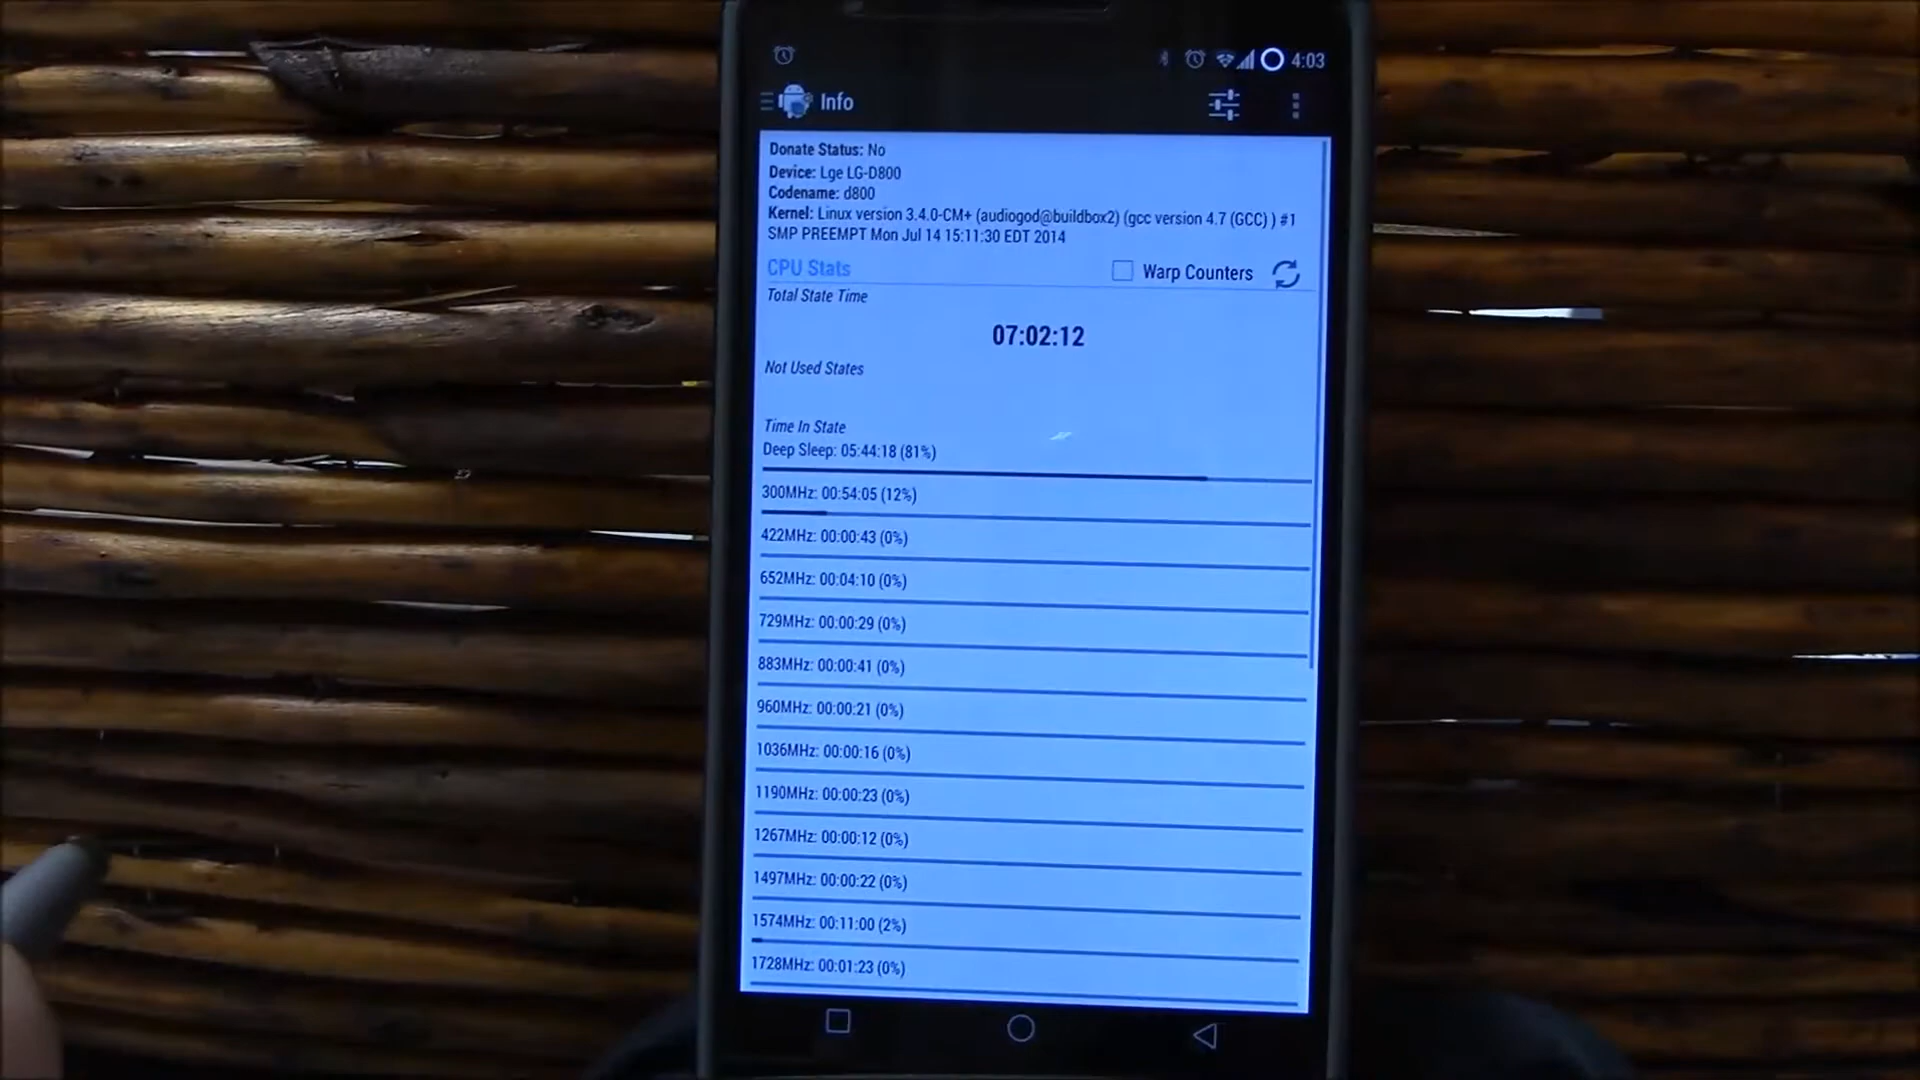 4:03
Info
Donate Status: No
Device: Lge LG-D800
Codename: d800
Kernel: Linux version 3.4.0-CM+ (audiogod@buildbox2) (gcc version 4.7 (GCC) ) #1
SMP PREEMPT Mon Jul 14 15:11:30 EDT 2014
CPU Stats
Warp Counters
Total State Time
07:02:12
Not Used States
Time In State
Deep Sleep: 05:44:18 (81%)
300MHz: 00:54:05 (12%)
422MHz: 00:00:43 (0%)
652MHz: 00:04:10 (0%)
729MHz: 00:00:29 (0%)
883MHz: 00:00:41 (0%)
960MHz: 00:00:21 (0%)
1036MHz: 00:00:16 (0%)
1190MHz: 00:00:23 (0%)
1267MHz: 00:00:12 (0%)
1497MHz: 00:00:22 (0%)
1574MHz: 00:11:00 (2%)
1728MHz: 00:01:23 (0%)